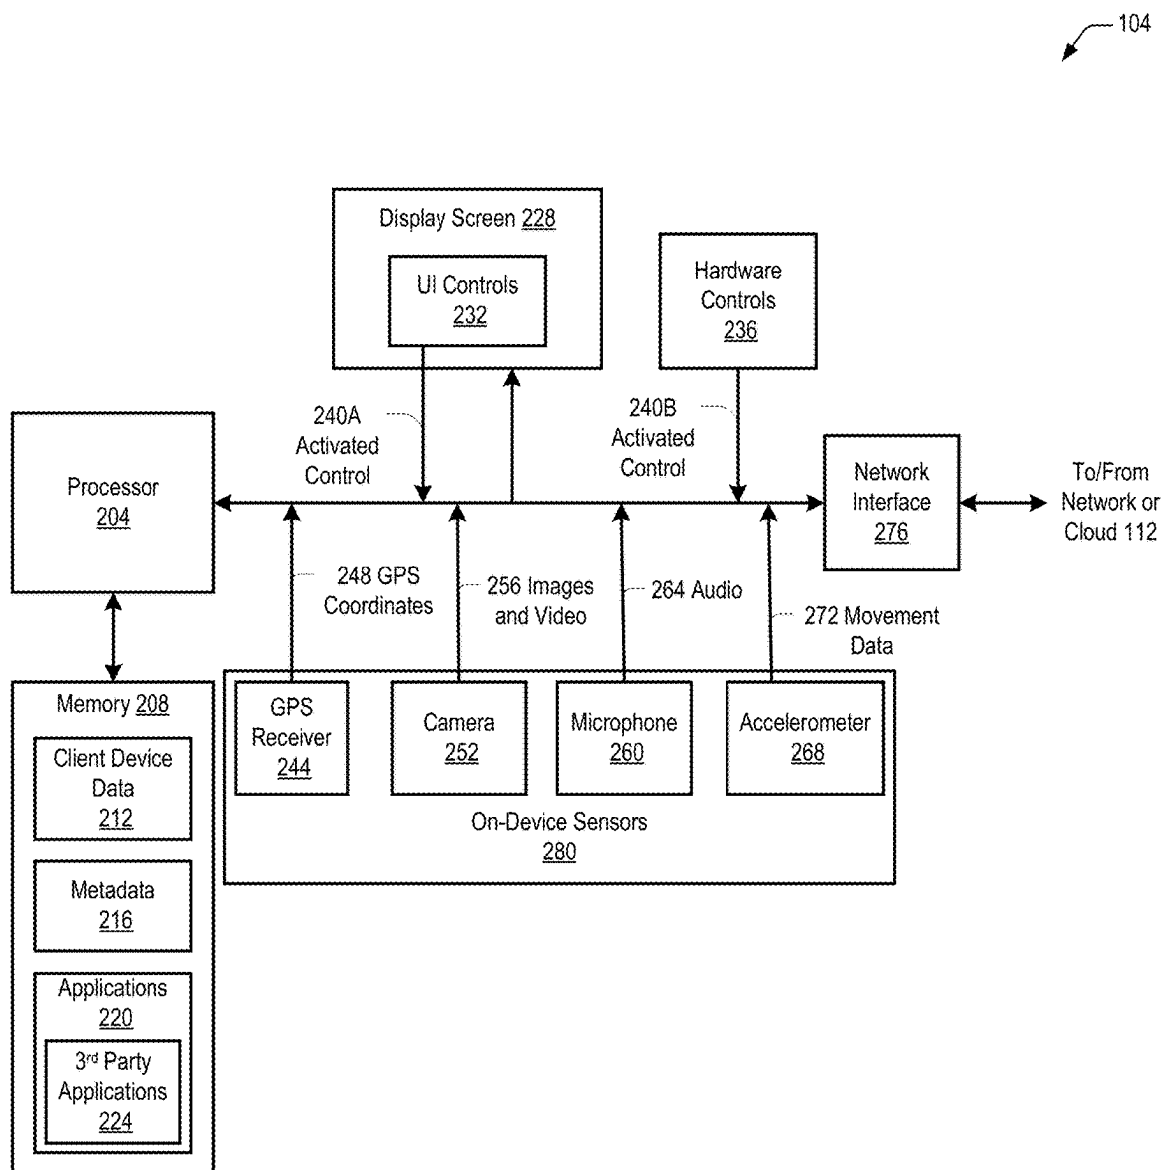 104
Display Screen 228
UI Controls
232
Hardware
Controls
236
240A
Activated
Control
240B
Activated
Control
Processor
204
Network
Interface
276
To/From
Network or
Cloud 112
248 GPS
Coordinates
256 Images
and Video
264 Audio
272 Movement
Data
Memory 208
Client Device
Data
212
Metadata
216
Applications
220
3rd Party
Applications
224
GPS
Receiver
244
Camera
252
Microphone
260
Accelerometer
268
On-Device Sensors
280